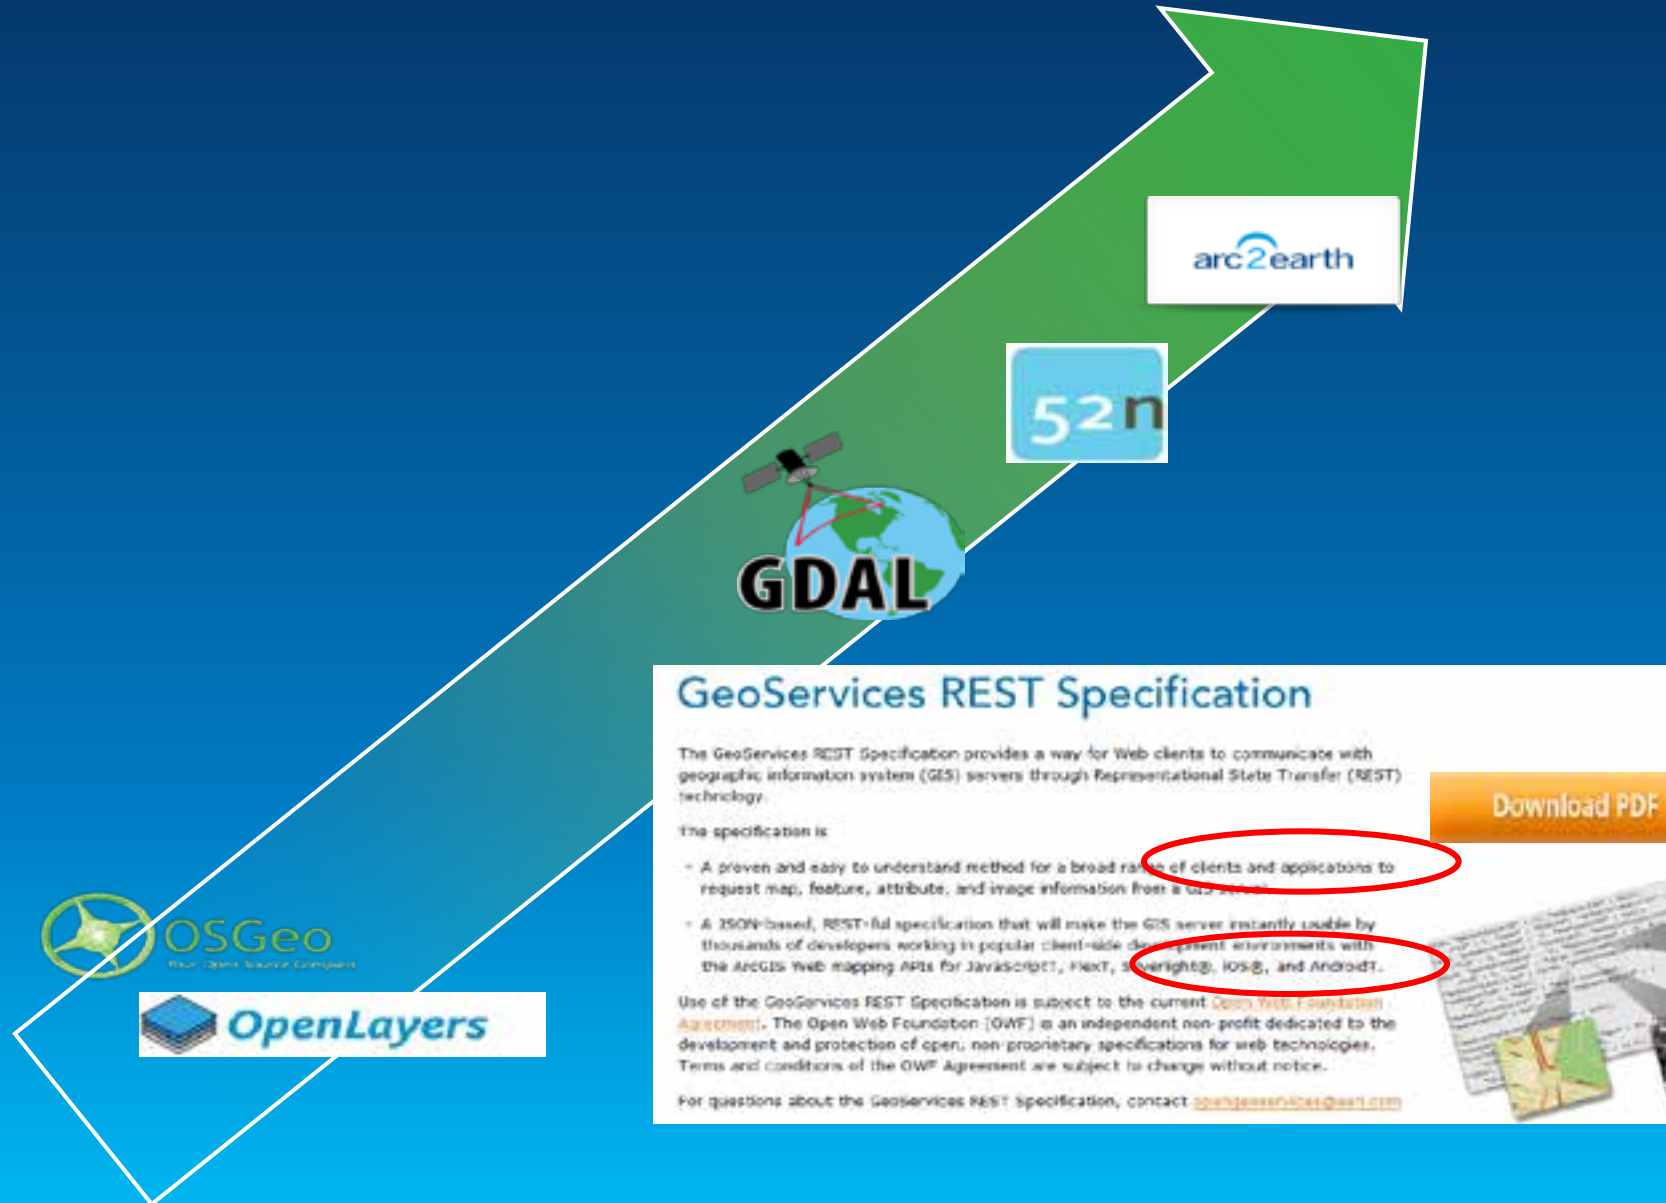 arc2earth
52n
GDAL
GeoServices REST Specification
The GeoServices REST Specification provides a way for Web clients to communicate with
geographic information system (GIS) servers through Representational State Transfer (REST)
technology.
Download PDF
The specification is
- A proven and easy to understand method for a broad range of clients and applications to
request map, feature, attribute, and image information from a GIS server.
- A JSON-based, REST-ful specification that will make the GIS server instantly usable by
thousands of developers working in popular client-side development environments with
the ArcGIS Web mapping APIs for JavaScript, Flex, Silverlight®, iOS®, and Android.
OSGeo
Your Open Source Compass
OpenLayers
Use of the GeoServices REST Specification is subject to the current Open Web Foundation
Agreement. The Open Web Foundation (OWF) is an independent non-profit dedicated to the
development and protection of open, non-proprietary specifications for web technologies.
Terms and conditions of the OWF Agreement are subject to change without notice.
For questions about the GeoServices REST Specification, contact opengeoservices@esri.com